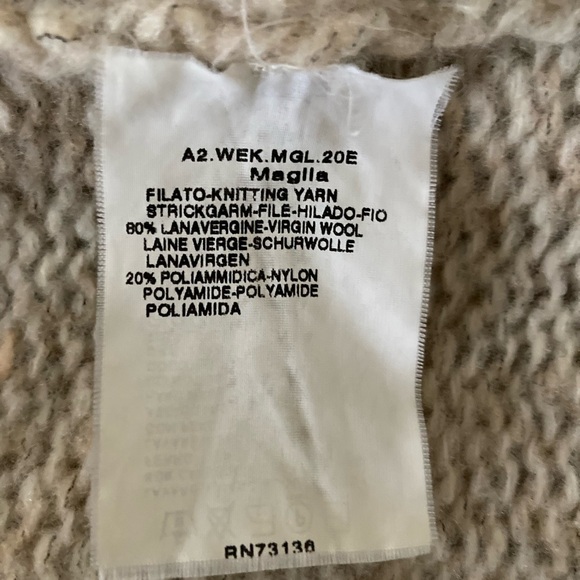 A2.WEK.MGL.20E
Maglia
FILATO-KNITTING YARN
STRICKGARM-FILE-HILADO-FIO
80% LANAVERGINE-VIRGIN WOOL
LAINE VIERGE-SCHURWOLLE
LANAVIRGEN
20% POLIAMMIDICA-NYLON
POLYAMIDE-POLYAMIDE
POLIAMIDA
RN73136